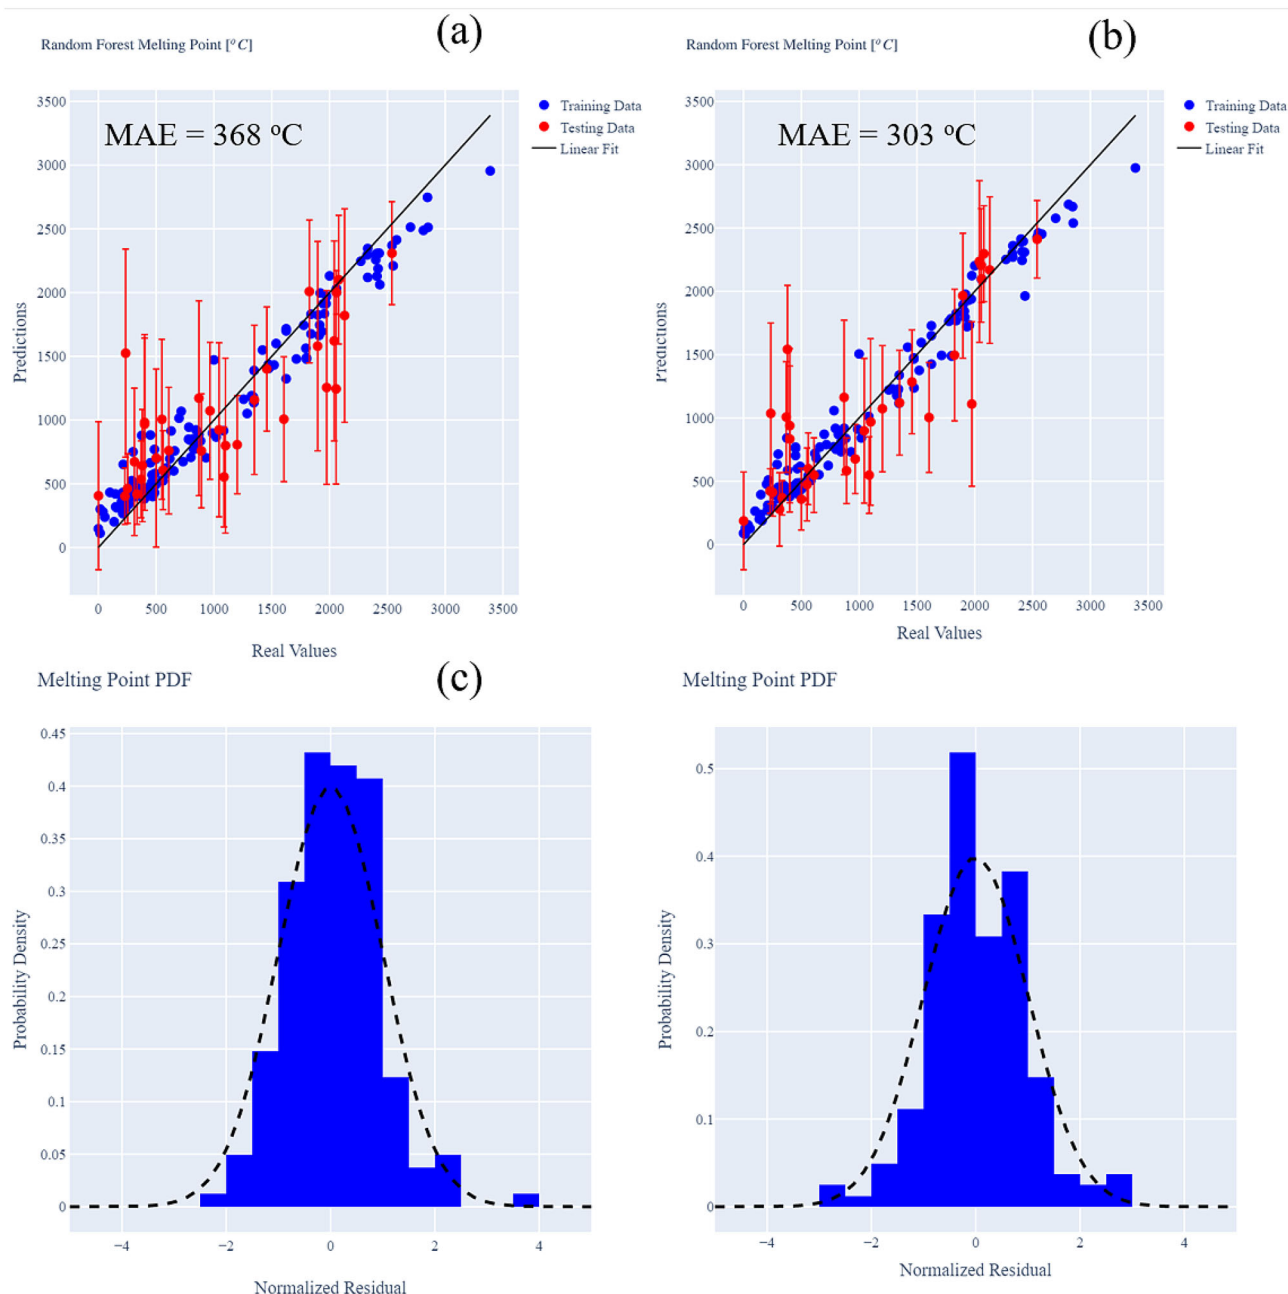 (a)
Random Forest Melting Point [°C]
3500
3000
2500
2000
1500
1000
500
0
Predictions
MAE = 368 °C
Training Data
Testing Data
Linear Fit
0 500 1000 1500 2000 2500 3000 3500
Real Values
(b)
Random Forest Melting Point [°C]
3500
3000
2500
2000
1500
1000
500
0
Predictions
MAE = 303 °C
Training Data
Testing Data
Linear Fit
0 500 1000 1500 2000 2500 3000 3500
Real Values
(c)
Melting Point PDF
0.45
0.4
0.35
0.3
0.25
0.2
0.15
0.1
0.05
0
Probability Density
−4 −2 0 2 4
Normalized Residual
Melting Point PDF
0.5
0.4
0.3
0.2
0.1
0
Probability Density
−4 −2 0 2 4
Normalized Residual